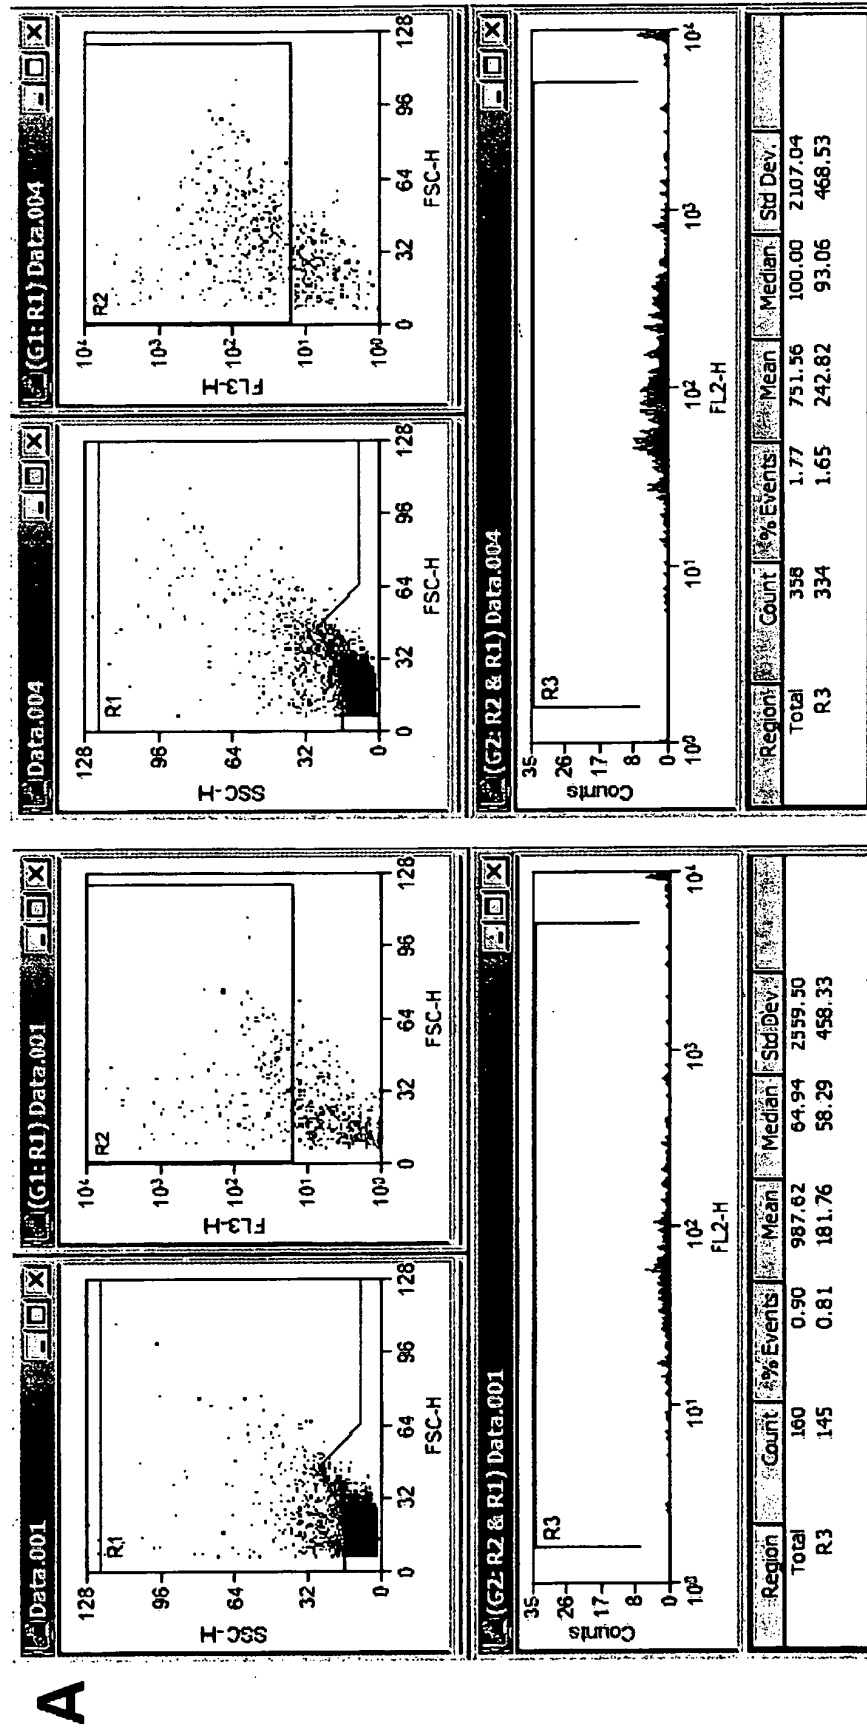 A
Data.001
128
96
64
32
0
SSC-H
R1
0 32 64 96 128
FSC-H
(G1: R1) Data.001
10⁴
10³
10²
10¹
10⁰
FL3-H
R2
0 32 64 96 128
FSC-H
(G2: R2 & R1) Data.001
35
26
17
8
0
Counts
R3
10⁰ 10¹ 10² 10³ 10⁴
FL2-H
Region Count % Events Mean Median Std Dev.
Total 160 0.90 987.62 64.94 2559.50
R3 145 0.81 181.76 58.29 458.33
Data.004
128
96
64
32
0
SSC-H
R1
0 32 64 96 128
FSC-H
(G1: R1) Data.004
10⁴
10³
10²
10¹
10⁰
FL3-H
R2
0 32 64 96 128
FSC-H
(G2: R2 & R1) Data.004
35
26
17
8
0
Counts
R3
10⁰ 10¹ 10² 10³ 10⁴
FL2-H
Region Count % Events Mean Median Std Dev.
Total 358 1.77 751.56 100.00 2107.04
R3 334 1.65 242.82 93.06 468.53